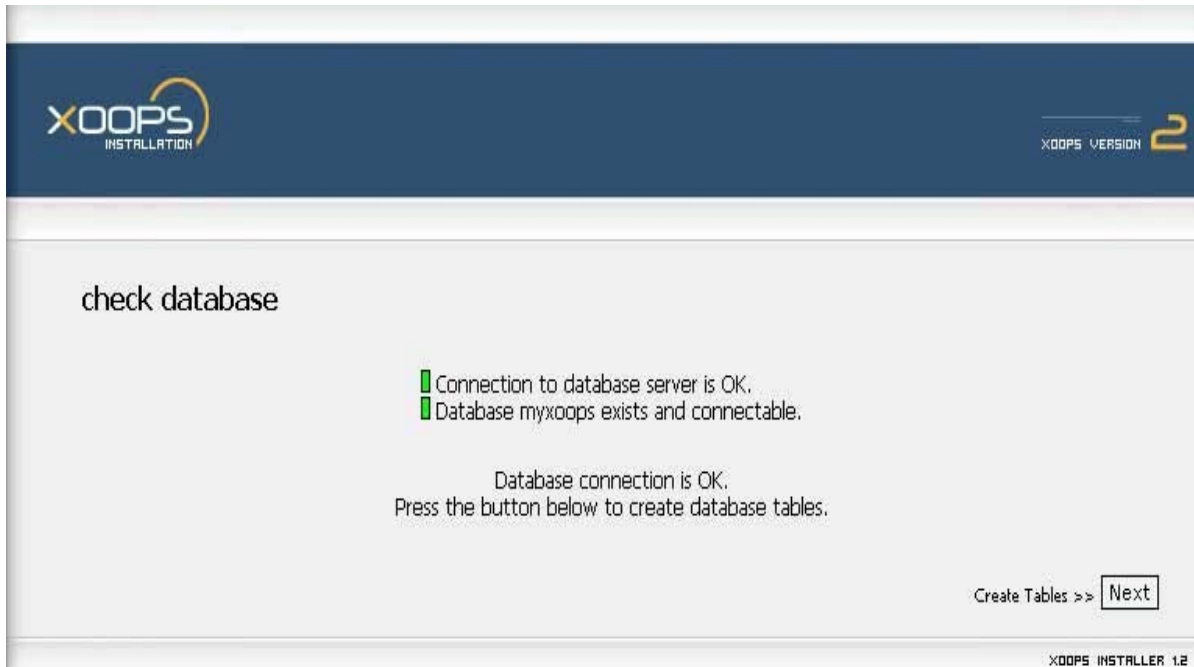 XOOPS
INSTALLATION
XOOPS VERSION 2
check database
Connection to database server is OK.
Database myxoops exists and connectable.
Database connection is OK.
Press the button below to create database tables.
Create Tables >> Next
XOOPS INSTALLER 1.2